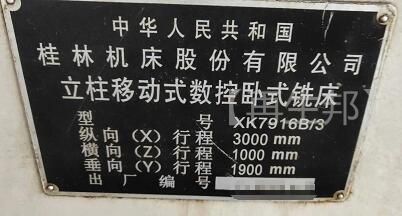 中华人民共和国
桂林机床股份有限公司
立柱移动式数控卧式铣床
型号 XK7916B/3
纵向(X)行程 3000 mm
横向(Z)行程 1000 mm
垂向(Y)行程 1900 mm
出厂编号